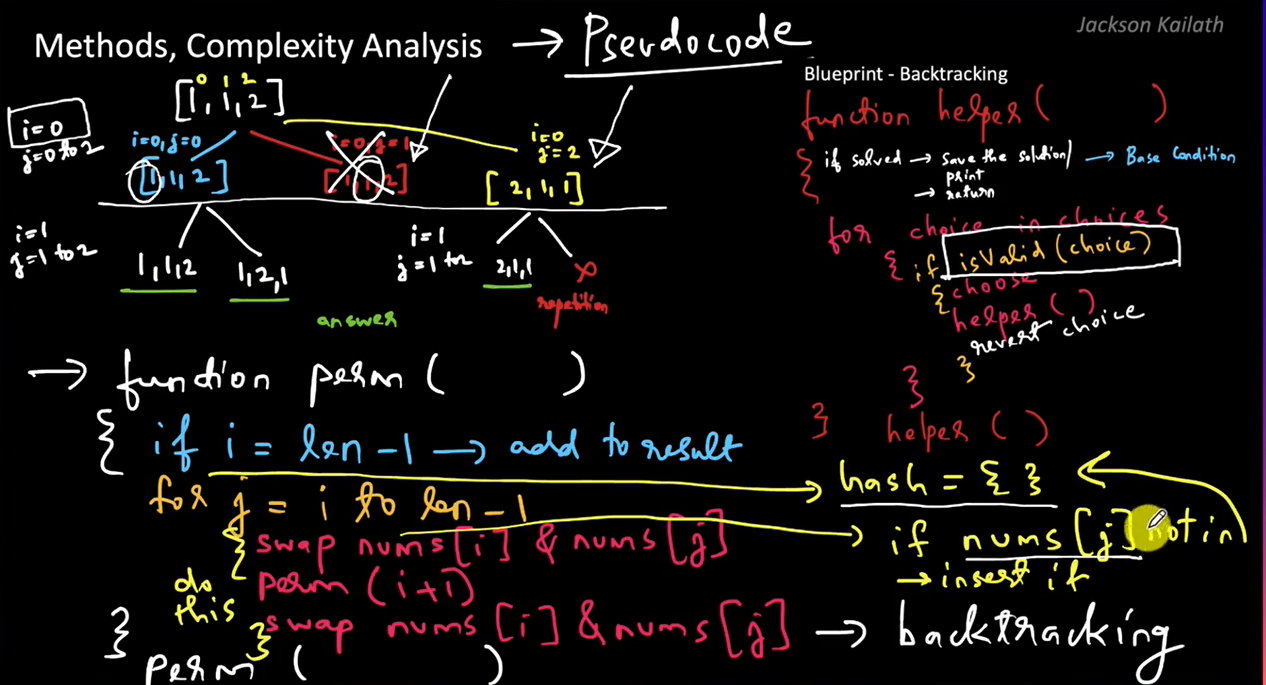 Jackson Kailath
Methods, Complexity Analysis → Pseudocode
0 1 2
[1, 1, 2]
i=0
j=0 to 2
i=0, j=0
[1, 1, 2]
i=0, j=1
[1, 1, 2]
i=0
j=2
[2, 1, 1]
i=1
j=1 to 2
1, 1, 2
1, 2, 1
answer
i=1
j=1 to 2
2, 1, 1
x
repetition
Blueprint - Backtracking
function helper( )
{ if solved → save the solution/ → Base Condition
print
→ return
for choice in choices
{ if isValid(choice)
{ choose
helper( )
revert choice
}
}
} helper ( )
→ function perm ( )
{ if i = len -1 → add to result
for j = i to len -1
{ swap nums[i] & nums[j]
perm (i+1)
do
this
} swap nums [i] & nums[j] → backtracking
}
perm ( )
→ hash = { }
→ if nums[j] not in
→ insert it